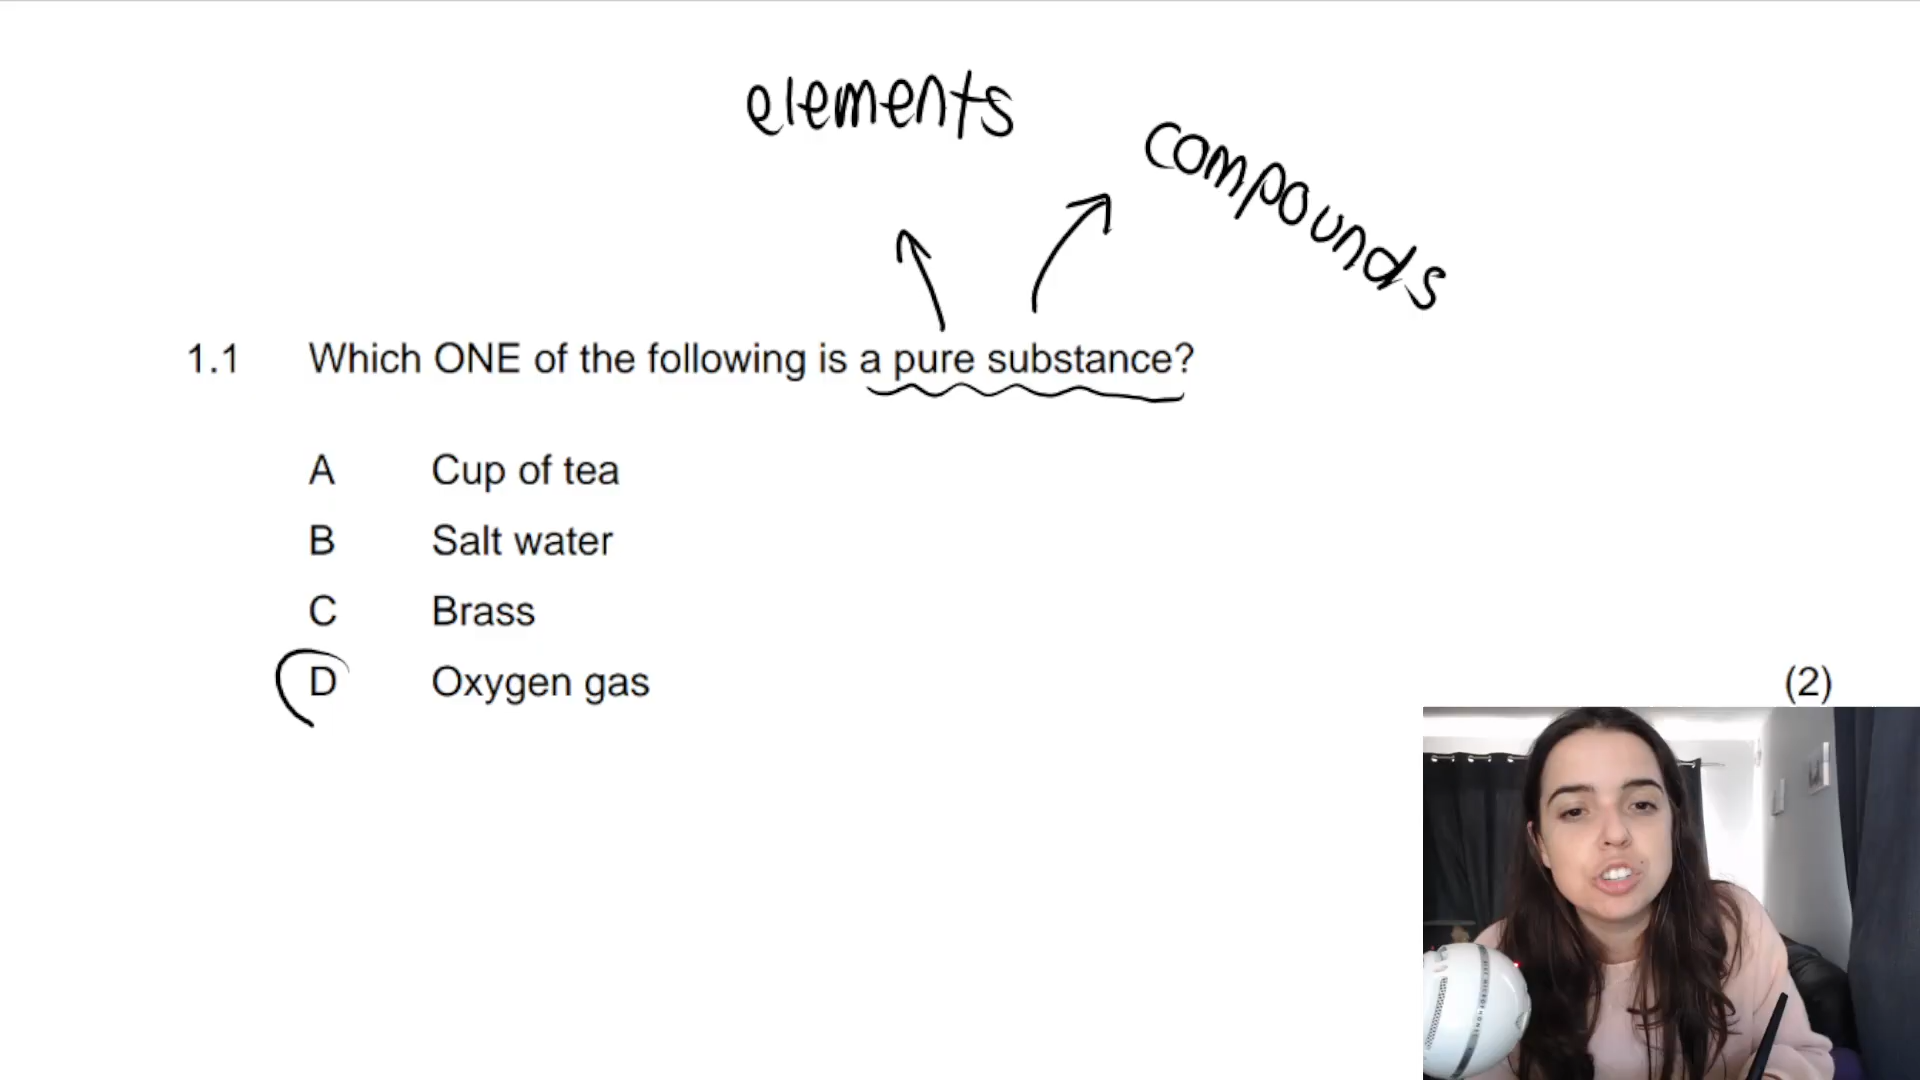 elements
compounds
1.1 Which ONE of the following is a pure substance?
A Cup of tea
B Salt water
C Brass
D Oxygen gas
(2)